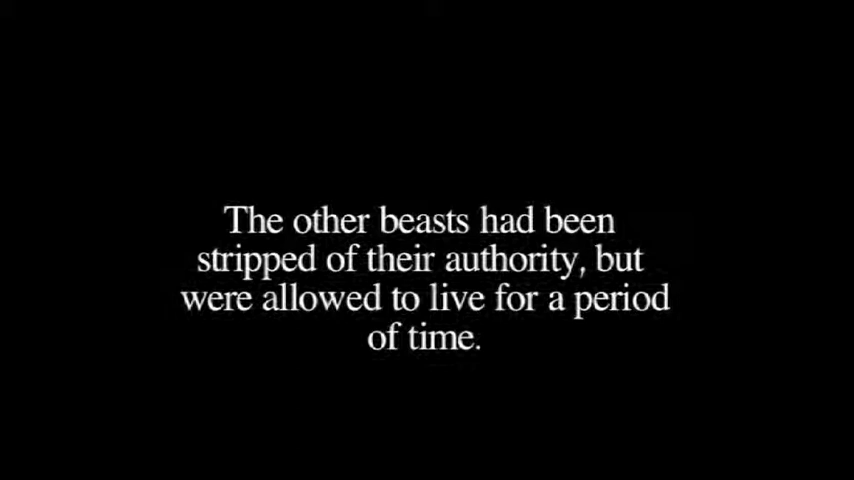 The other beasts had been
stripped of their authority, but
were allowed to live for a period
of time.